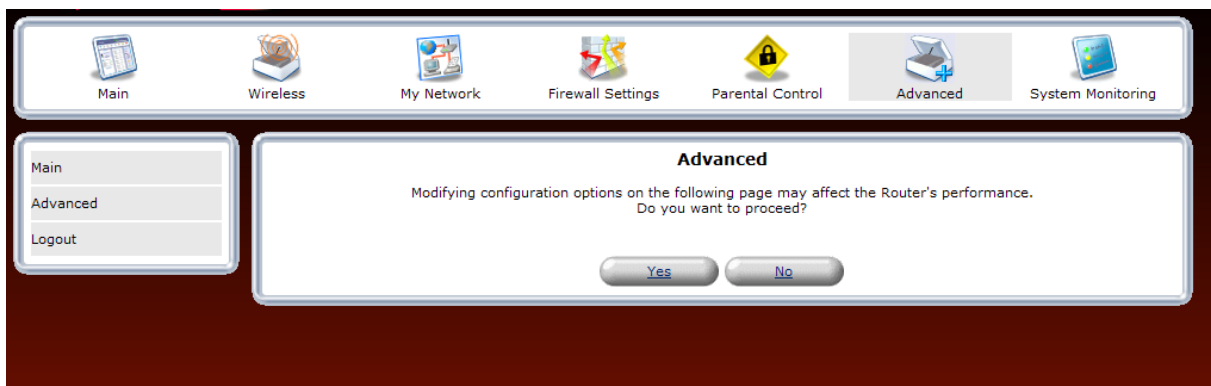 Main
Wireless
My Network
Firewall Settings
Parental Control
Advanced
System Monitoring
Main
Advanced
Logout
Advanced
Modifying configuration options on the following page may affect the Router's performance.
Do you want to proceed?
Yes
No